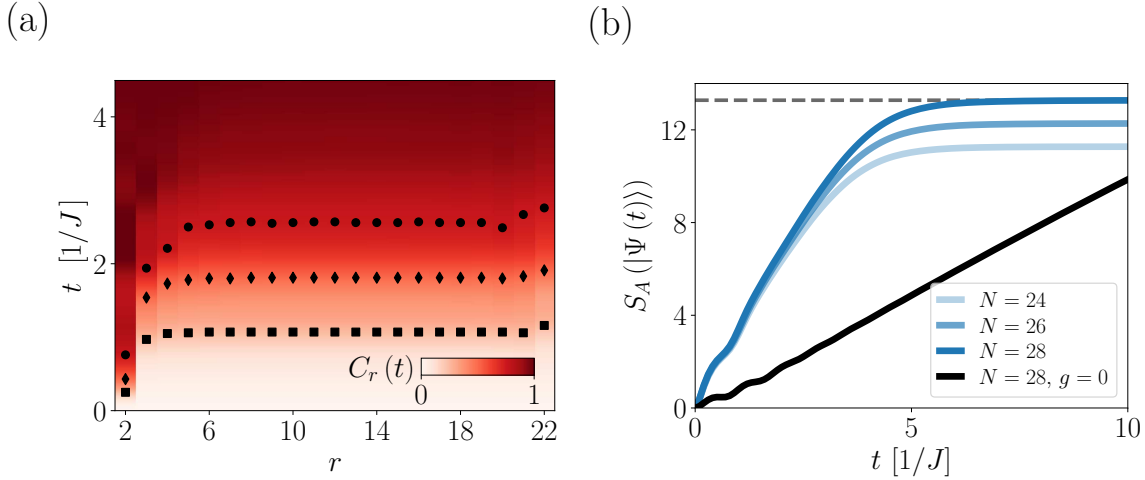 (a)
4
2
0
t [1/J]
C_r (t)
0 1
2 6 10 14 18 22
r
(b)
12
8
4
0
S_A (|Ψ (t)⟩)
N = 24
N = 26
N = 28
N = 28, g = 0
0 5 10
t [1/J]